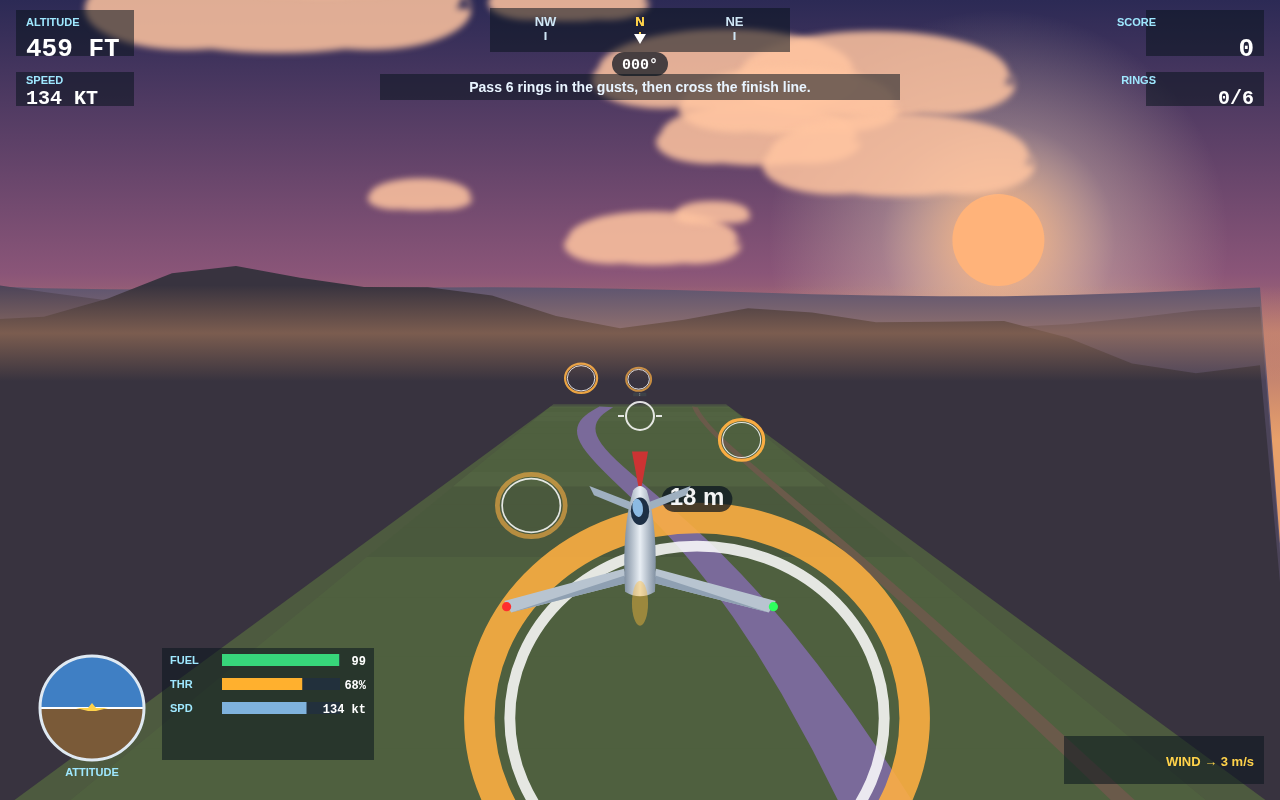 ALTITUDE
459 FT
SPEED
134 KT
NW N NE
000°
Pass 6 rings in the gusts, then cross the finish line.
SCORE
0
RINGS
0/6
18 m
FUEL 99
THR 68%
SPD 134 kt
ATTITUDE
WIND → 3 m/s